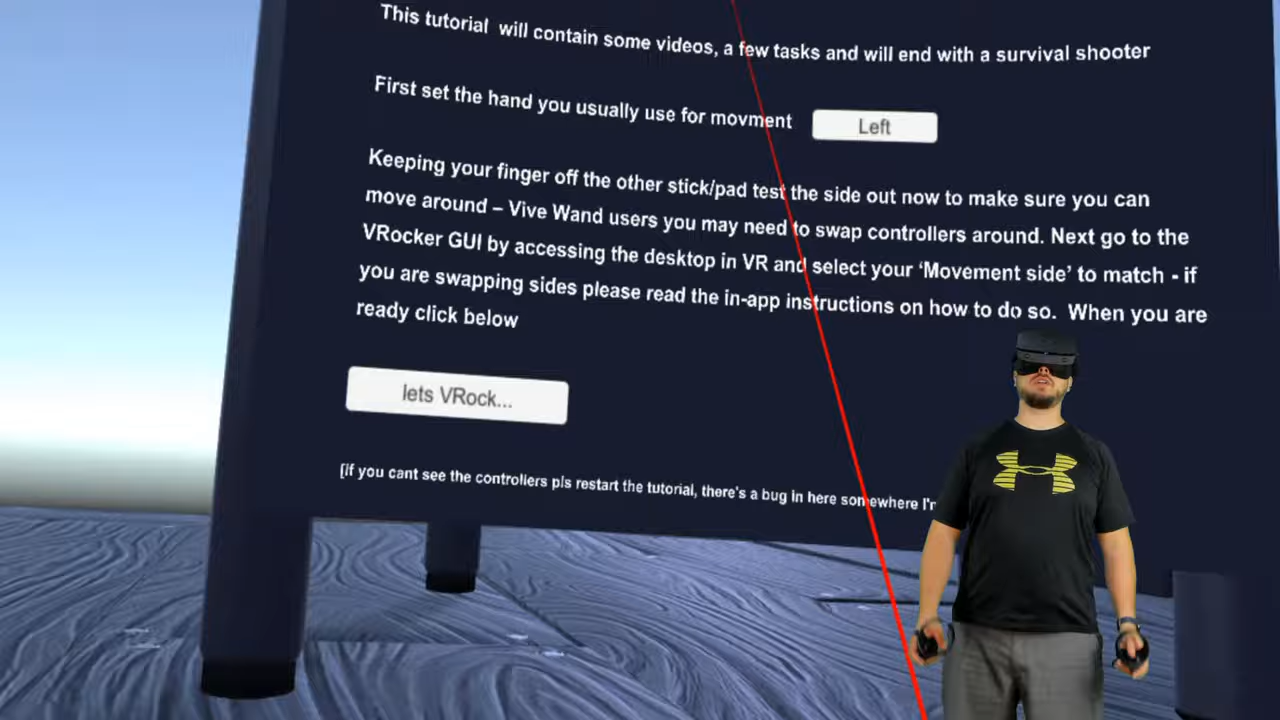 This tutorial will contain some videos, a few tasks and will end with a survival shooter
First set the hand you usually use for movment
Left
Keeping your finger off the other stick/pad test the side out now to make sure you can
move around – Vive Wand users you may need to swap controllers around. Next go to the
VRocker GUI by accessing the desktop in VR and select your ‘Movement side’ to match - if
you are swapping sides please read the in-app instructions on how to do so. When you are
ready click below
lets VRock...
[if you cant see the controllers pls restart the tutorial, there's a bug in here somewhere